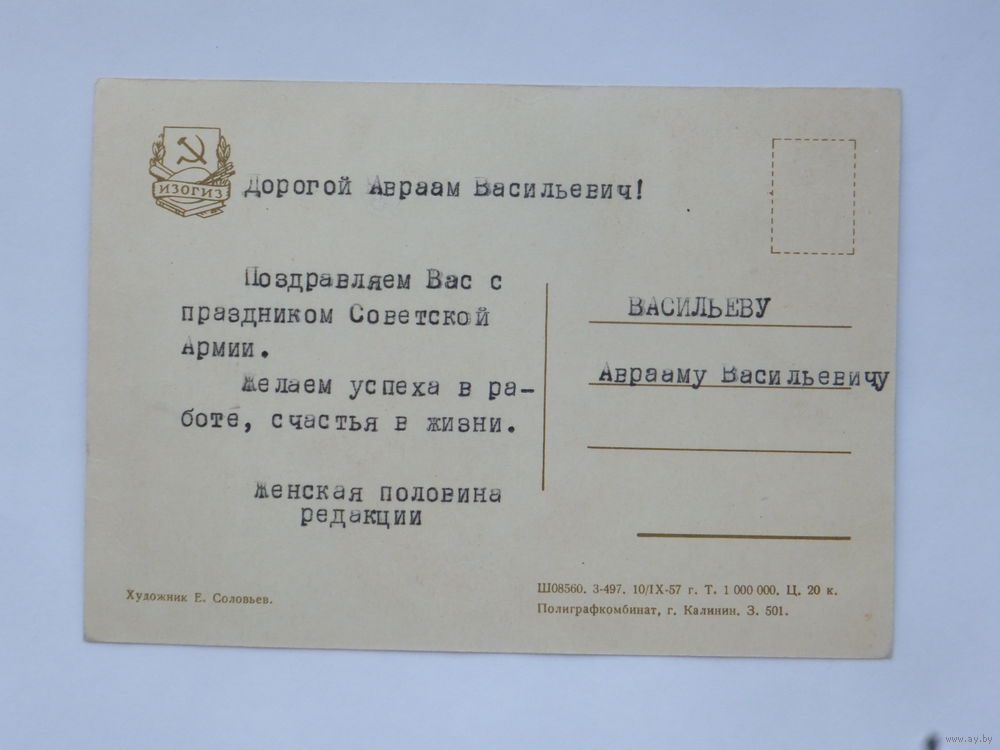 ИЗОГИЗ
Дорогой Авраам Васильевич!
Поздравляем Вас с
праздником Советской
Армии.
Желаем успеха в ра-
боте, счастья в жизни.
Женская половина
редакции
ВАСИЛЬЕВУ
Аврааму Васильевичу
Художник Е. Соловьев.
Ш08560. З-497. 10/IX-57 г. Т. 1 000 000. Ц. 20 к.
Полиграфкомбинат, г. Калинин. З. 501.
www.ay.by